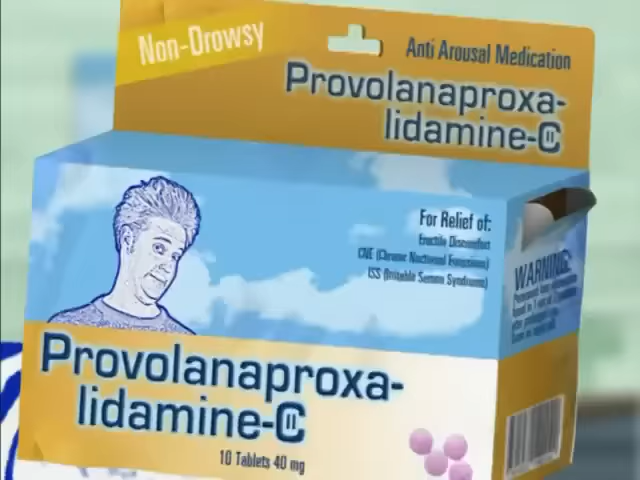 Non-Drowsy
Anti Arousal Medication
Provolanaproxa-
lidamine-C
For Relief of:
Erectile Discomfort
CNE (Chronic Nocturnal Emissions)
ISS (Irritable Semen Syndrome)
WARNING:
Provolanaproxa-
lidamine-C
10 Tablets 40 mg